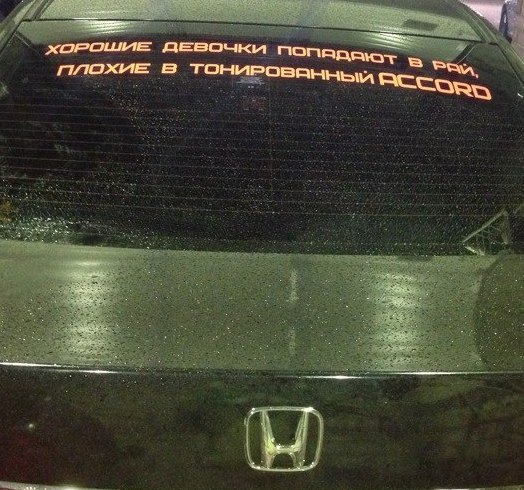 ХОРОШИЕ ДЕВОЧКИ ПОПАДАЮТ В РАЙ,
ПЛОХИЕ В ТОНИРОВАННЫЙ ACCORD